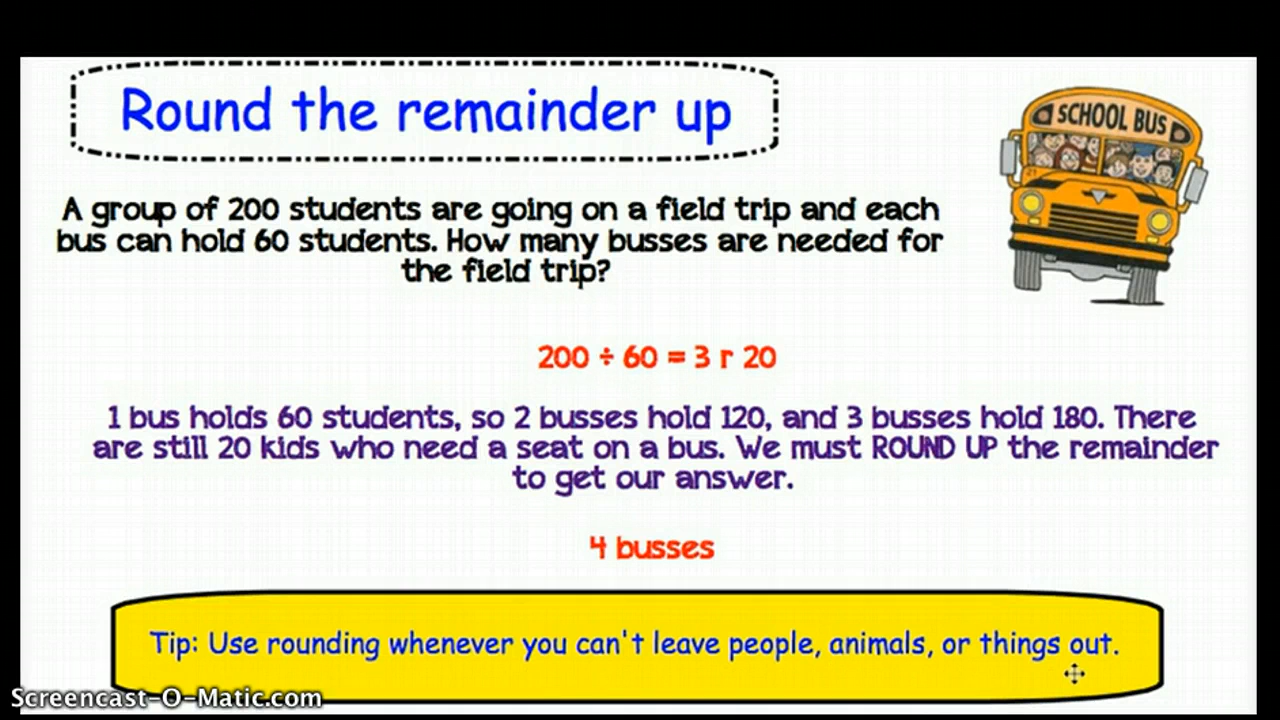 Round the remainder up
SCHOOL BUS
21
A group of 200 students are going on a field trip and each
bus can hold 60 students. How many busses are needed for
the field trip?
200 ÷ 60 = 3 r 20
1 bus holds 60 students, so 2 busses hold 120, and 3 busses hold 180. There
are still 20 kids who need a seat on a bus. We must ROUND UP the remainder
to get our answer.
4 busses
Tip: Use rounding whenever you can't leave people, animals, or things out.
Screencast-O-Matic.com